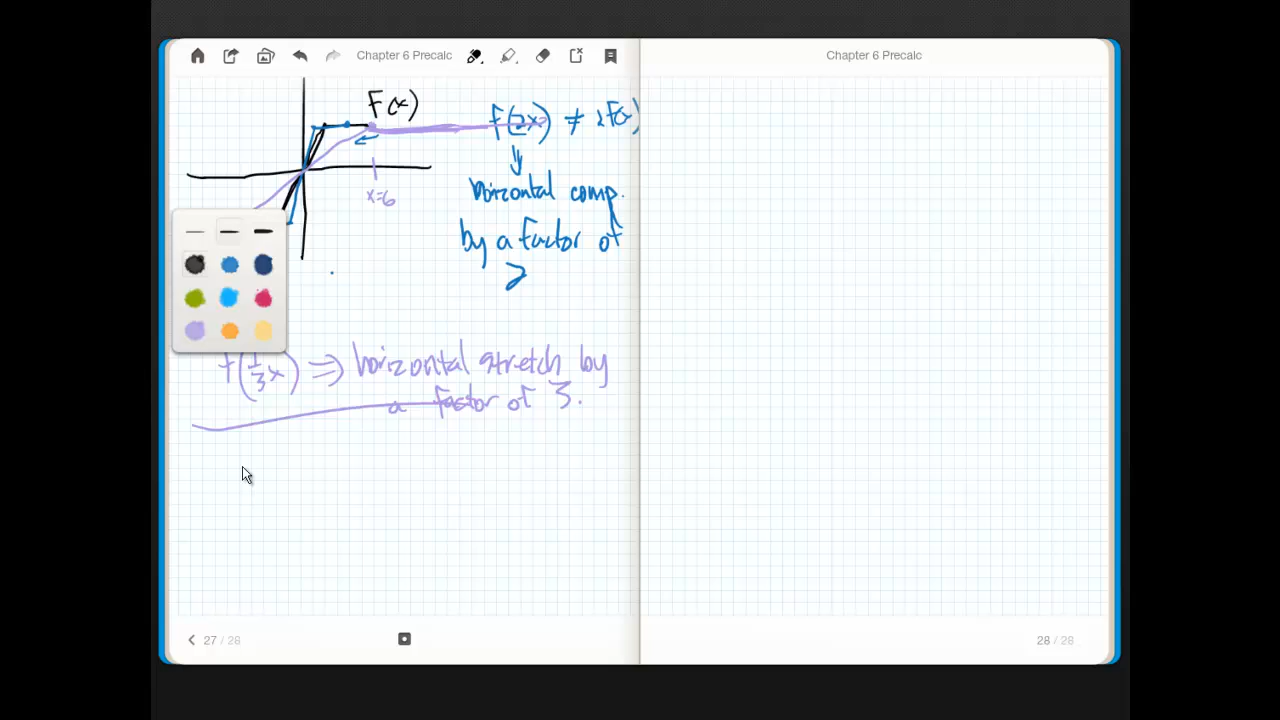 Chapter 6 Precalc
Chapter 6 Precalc
F(x)
f(2x) ≠ 2f(x)
x=6
horizontal comp.
by a factor of
2
f(1/3 x) ⇒ horizontal stretch by
a factor of 3.
27 / 28
28 / 28